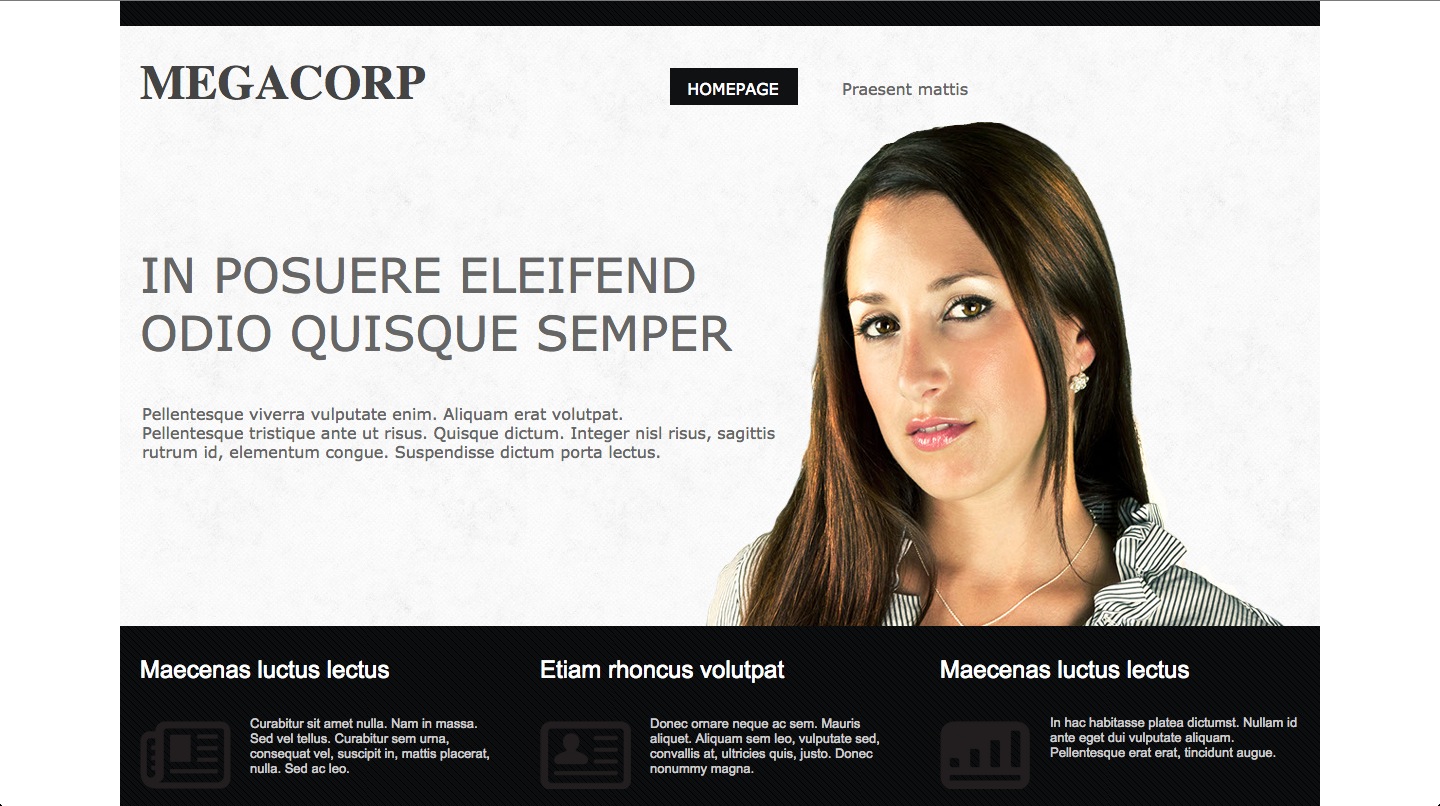 MEGACORP
HOMEPAGE
Praesent mattis
IN POSUERE ELEIFEND
ODIO QUISQUE SEMPER
Pellentesque viverra vulputate enim. Aliquam erat volutpat.
Pellentesque tristique ante ut risus. Quisque dictum. Integer nisl risus, sagittis
rutrum id, elementum congue. Suspendisse dictum porta lectus.
Maecenas luctus lectus
Curabitur sit amet nulla. Nam in massa.
Sed vel tellus. Curabitur sem urna,
consequat vel, suscipit in, mattis placerat,
nulla. Sed ac leo.
Etiam rhoncus volutpat
Donec ornare neque ac sem. Mauris
aliquet. Aliquam sem leo, vulputate sed,
convallis at, ultricies quis, justo. Donec
nonummy magna.
Maecenas luctus lectus
In hac habitasse platea dictumst. Nullam id
ante eget dui vulputate aliquam.
Pellentesque erat erat, tincidunt augue.